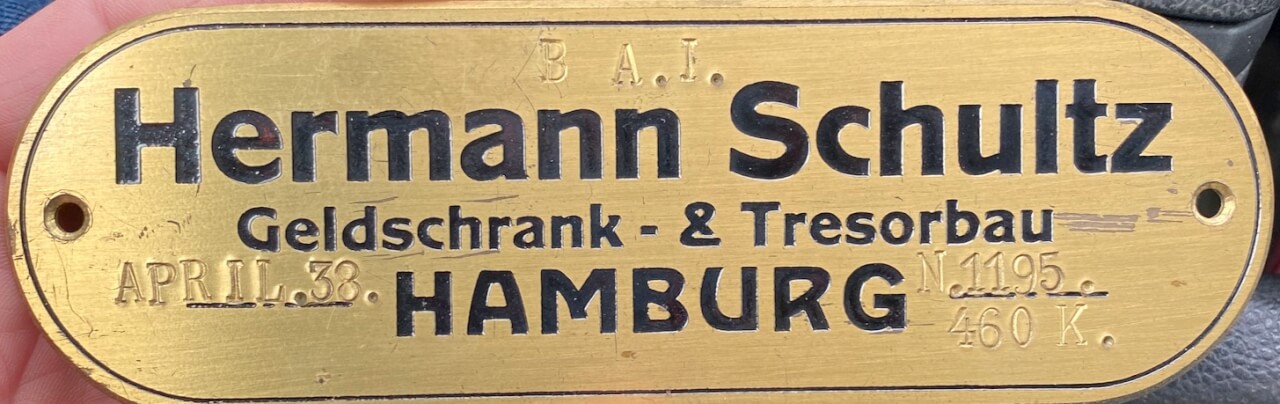 B A.I.
Hermann Schultz
Geldschrank - & Tresorbau
APRIL.38. HAMBURG N.1195.
460 K.